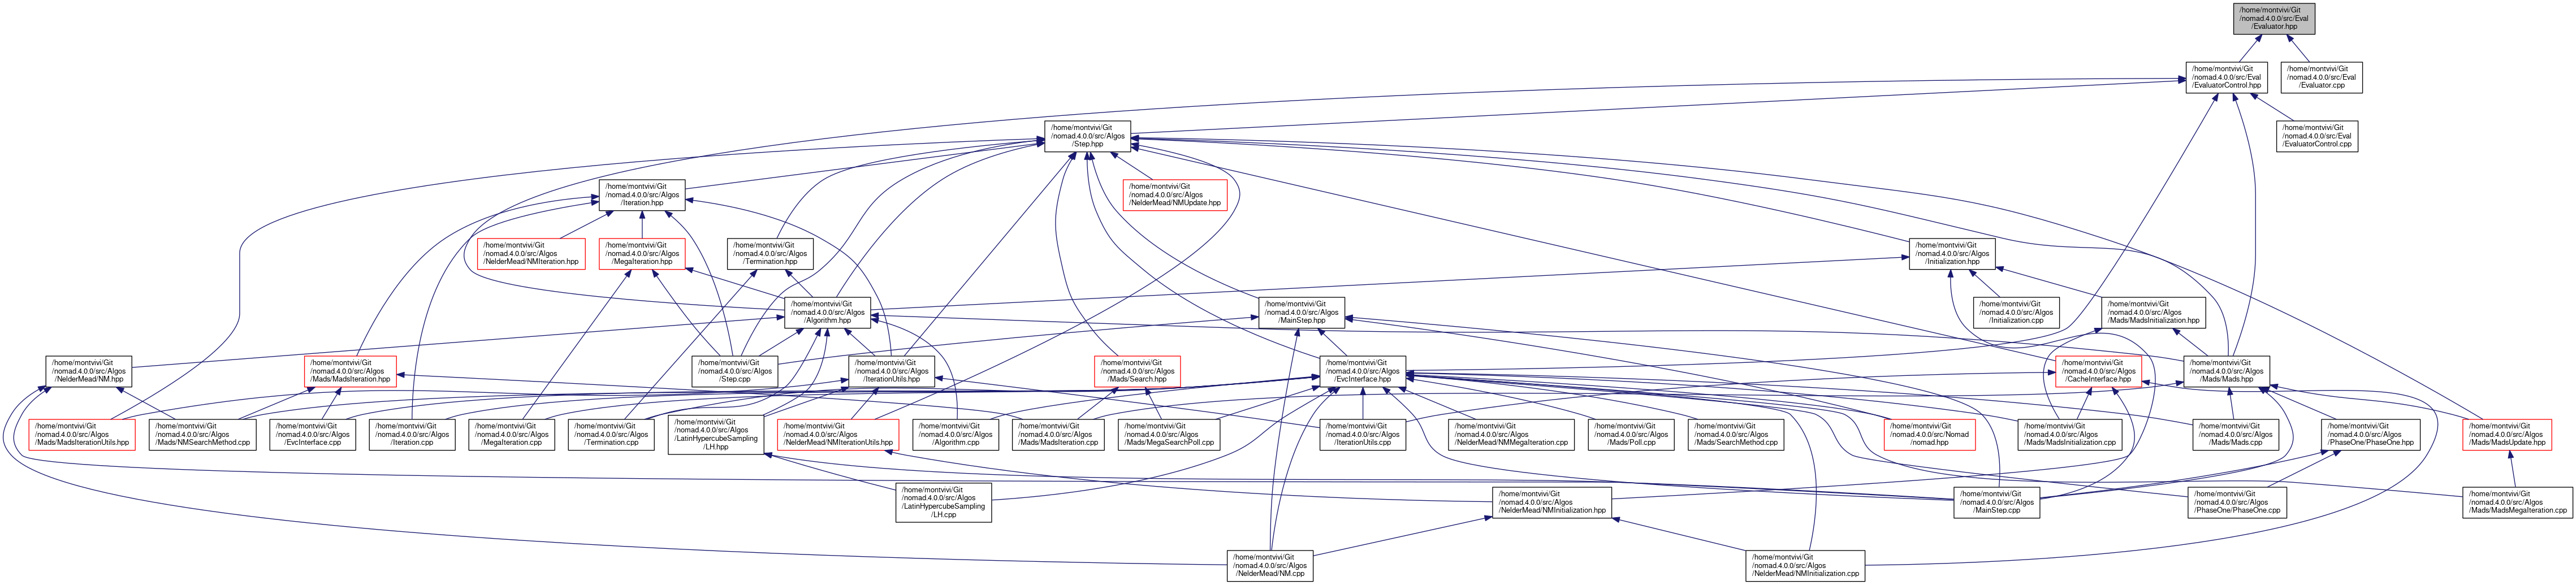 /home/montvivi/Git
/nomad.4.0.0/src/Eval
/Evaluator.hpp
/home/montvivi/Git
/nomad.4.0.0/src/Eval
/EvaluatorControl.hpp
/home/montvivi/Git
/nomad.4.0.0/src/Eval
/Evaluator.cpp
/home/montvivi/Git
/nomad.4.0.0/src/Algos
/Step.hpp
/home/montvivi/Git
/nomad.4.0.0/src/Eval
/EvaluatorControl.cpp
/home/montvivi/Git
/nomad.4.0.0/src/Algos
/Iteration.hpp
/home/montvivi/Git
/nomad.4.0.0/src/Algos
/NelderMead/NMUpdate.hpp
/home/montvivi/Git
/nomad.4.0.0/src/Algos
/NelderMead/NMIteration.hpp
/home/montvivi/Git
/nomad.4.0.0/src/Algos
/MegaIteration.hpp
/home/montvivi/Git
/nomad.4.0.0/src/Algos
/Termination.hpp
/home/montvivi/Git
/nomad.4.0.0/src/Algos
/Initialization.hpp
/home/montvivi/Git
/nomad.4.0.0/src/Algos
/Algorithm.hpp
/home/montvivi/Git
/nomad.4.0.0/src/Algos
/MainStep.hpp
/home/montvivi/Git
/nomad.4.0.0/src/Algos
/Initialization.cpp
/home/montvivi/Git
/nomad.4.0.0/src/Algos
/Mads/MadsInitialization.hpp
/home/montvivi/Git
/nomad.4.0.0/src/Algos
/NelderMead/NM.hpp
/home/montvivi/Git
/nomad.4.0.0/src/Algos
/Mads/MadsIteration.hpp
/home/montvivi/Git
/nomad.4.0.0/src/Algos
/Step.cpp
/home/montvivi/Git
/nomad.4.0.0/src/Algos
/IterationUtils.hpp
/home/montvivi/Git
/nomad.4.0.0/src/Algos
/Mads/Search.hpp
/home/montvivi/Git
/nomad.4.0.0/src/Algos
/EvcInterface.hpp
/home/montvivi/Git
/nomad.4.0.0/src/Algos
/CacheInterface.hpp
/home/montvivi/Git
/nomad.4.0.0/src/Algos
/Mads/Mads.hpp
/home/montvivi/Git
/nomad.4.0.0/src/Algos
/Mads/MadsIterationUtils.hpp
/home/montvivi/Git
/nomad.4.0.0/src/Algos
/Mads/NMSearchMethod.cpp
/home/montvivi/Git
/nomad.4.0.0/src/Algos
/EvcInterface.cpp
/home/montvivi/Git
/nomad.4.0.0/src/Algos
/Iteration.cpp
/home/montvivi/Git
/nomad.4.0.0/src/Algos
/MegaIteration.cpp
/home/montvivi/Git
/nomad.4.0.0/src/Algos
/Termination.cpp
/home/montvivi/Git
/nomad.4.0.0/src/Algos
/LatinHypercubeSampling
/LH.hpp
/home/montvivi/Git
/nomad.4.0.0/src/Algos
/NelderMead/NMIterationUtils.hpp
/home/montvivi/Git
/nomad.4.0.0/src/Algos
/Algorithm.cpp
/home/montvivi/Git
/nomad.4.0.0/src/Algos
/Mads/MadsIteration.cpp
/home/montvivi/Git
/nomad.4.0.0/src/Algos
/Mads/MegaSearchPoll.cpp
/home/montvivi/Git
/nomad.4.0.0/src/Algos
/IterationUtils.cpp
/home/montvivi/Git
/nomad.4.0.0/src/Algos
/NelderMead/NMMegaIteration.cpp
/home/montvivi/Git
/nomad.4.0.0/src/Algos
/Mads/Poll.cpp
/home/montvivi/Git
/nomad.4.0.0/src/Algos
/Mads/SearchMethod.cpp
/home/montvivi/Git
/nomad.4.0.0/src/Nomad
/nomad.hpp
/home/montvivi/Git
/nomad.4.0.0/src/Algos
/Mads/MadsInitialization.cpp
/home/montvivi/Git
/nomad.4.0.0/src/Algos
/Mads/Mads.cpp
/home/montvivi/Git
/nomad.4.0.0/src/Algos
/PhaseOne/PhaseOne.hpp
/home/montvivi/Git
/nomad.4.0.0/src/Algos
/Mads/MadsUpdate.hpp
/home/montvivi/Git
/nomad.4.0.0/src/Algos
/LatinHypercubeSampling
/LH.cpp
/home/montvivi/Git
/nomad.4.0.0/src/Algos
/NelderMead/NMInitialization.hpp
/home/montvivi/Git
/nomad.4.0.0/src/Algos
/MainStep.cpp
/home/montvivi/Git
/nomad.4.0.0/src/Algos
/PhaseOne/PhaseOne.cpp
/home/montvivi/Git
/nomad.4.0.0/src/Algos
/Mads/MadsMegaIteration.cpp
/home/montvivi/Git
/nomad.4.0.0/src/Algos
/NelderMead/NM.cpp
/home/montvivi/Git
/nomad.4.0.0/src/Algos
/NelderMead/NMInitialization.cpp